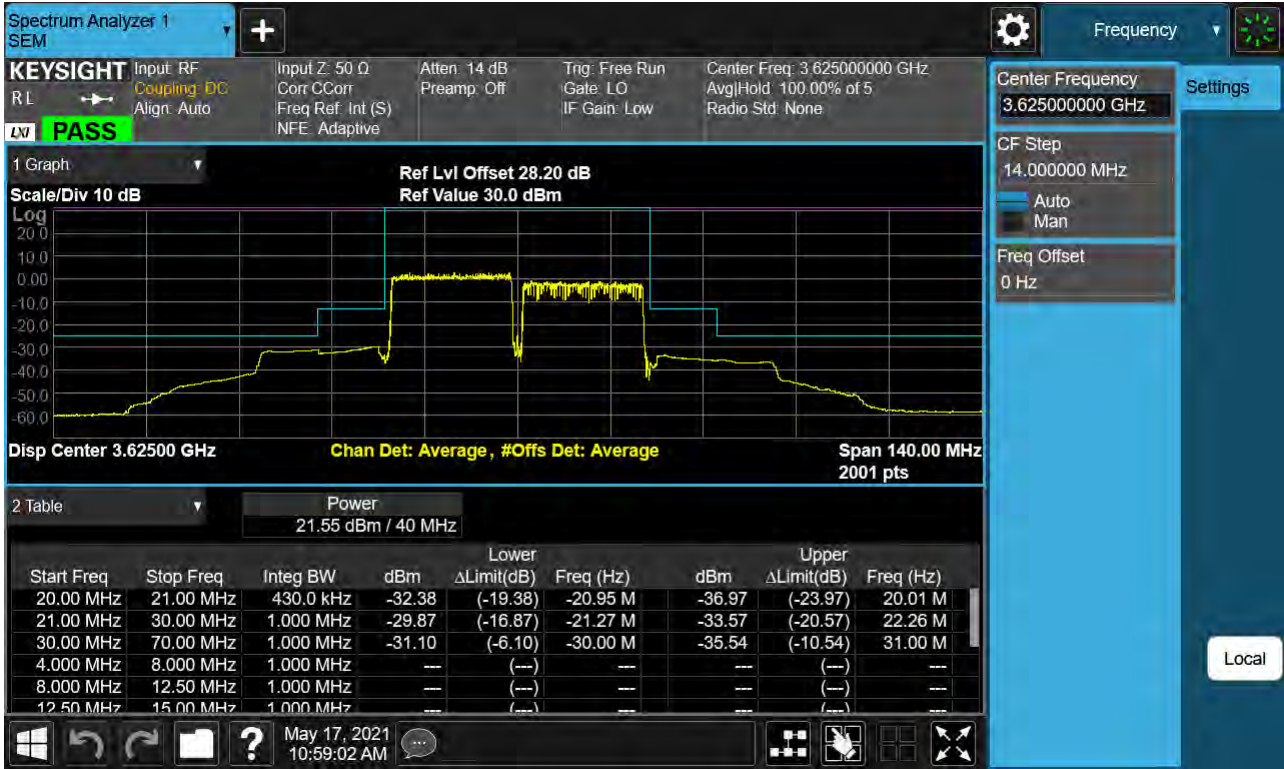 Spectrum Analyzer 1
SEM
Frequency
KEYSIGHT
Input: RF
Coupling: DC
Align: Auto
Input Z: 50 Ω
Corr CCorr
Freq Ref: Int (S)
NFE: Adaptive
Atten: 14 dB
Preamp: Off
Trig: Free Run
Gate: LO
IF Gain: Low
Center Freq: 3.625000000 GHz
Avg|Hold: 100.00% of 5
Radio Std: None
R L
LXI PASS
1 Graph
Scale/Div 10 dB
Ref Lvl Offset 28.20 dB
Ref Value 30.0 dBm
Log
20.0
10.0
0.00
-10.0
-20.0
-30.0
-40.0
-50.0
-60.0
Disp Center 3.62500 GHz Chan Det: Average , #Offs Det: Average Span 140.00 MHz
2001 pts
2 Table
Power
21.55 dBm / 40 MHz
Lower Upper
Start Freq Stop Freq Integ BW dBm ΔLimit(dB) Freq (Hz) dBm ΔLimit(dB) Freq (Hz)
20.00 MHz 21.00 MHz 430.0 kHz -32.38 (-19.38) -20.95 M -36.97 (-23.97) 20.01 M
21.00 MHz 30.00 MHz 1.000 MHz -29.87 (-16.87) -21.27 M -33.57 (-20.57) 22.26 M
30.00 MHz 70.00 MHz 1.000 MHz -31.10 (-6.10) -30.00 M -35.54 (-10.54) 31.00 M
4.000 MHz 8.000 MHz 1.000 MHz --- (---) --- --- (---) ---
8.000 MHz 12.50 MHz 1.000 MHz --- (---) --- --- (---) ---
12.50 MHz 15.00 MHz 1.000 MHz --- (---) --- --- (---) ---
May 17, 2021
10:59:02 AM
Center Frequency
3.625000000 GHz
Settings
CF Step
14.000000 MHz
Auto
Man
Freq Offset
0 Hz
Local